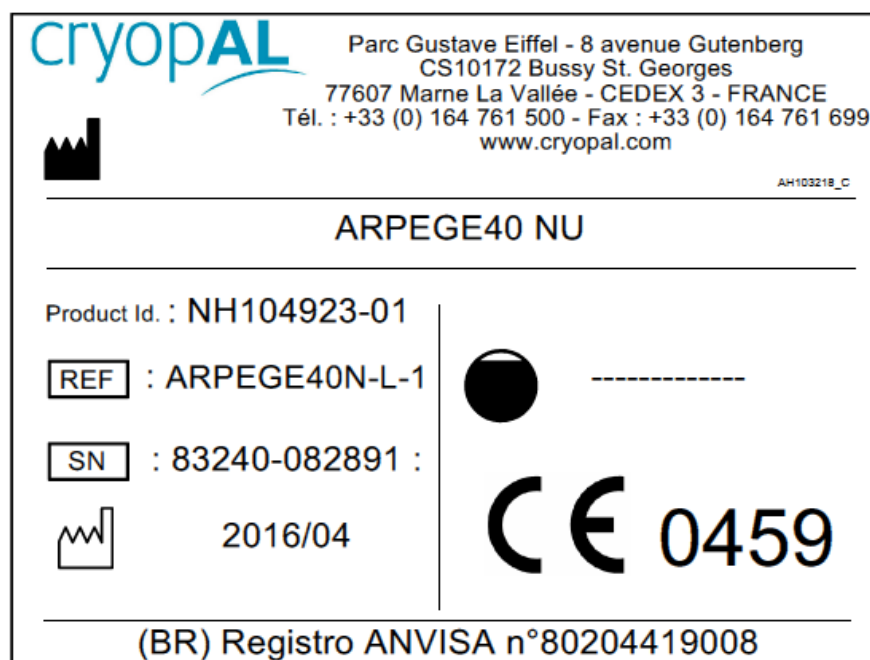 cryopAL
Parc Gustave Eiffel - 8 avenue Gutenberg
CS10172 Bussy St. Georges
77607 Marne La Vallée - CEDEX 3 - FRANCE
Tél. : +33 (0) 164 761 500 - Fax : +33 (0) 164 761 699
www.cryopal.com
AH103218_C
ARPEGE40 NU
Product Id. : NH104923-01
REF : ARPEGE40N-L-1
-------------
SN : 83240-082891 :
2016/04
CE 0459
(BR) Registro ANVISA n°80204419008